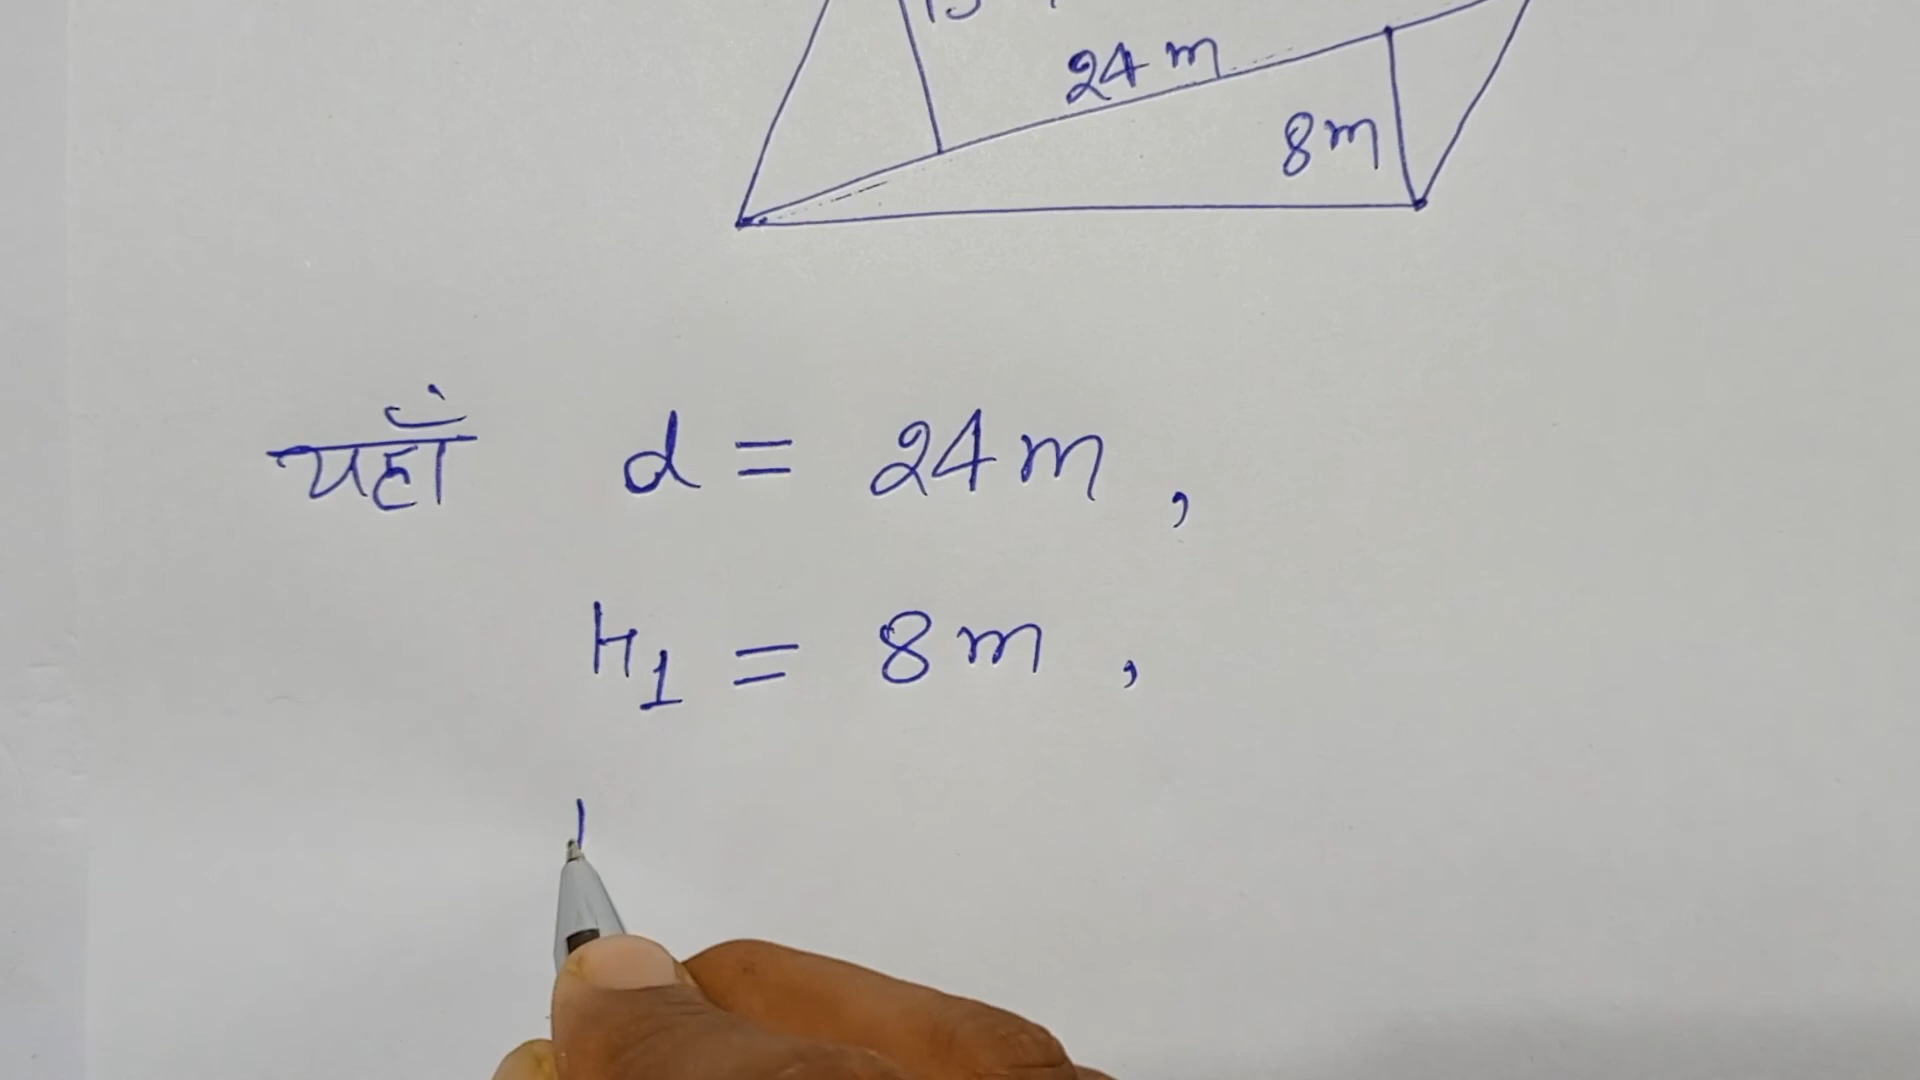 24 m
8m
यहाँ d = 24m ,
H₁ = 8m ,